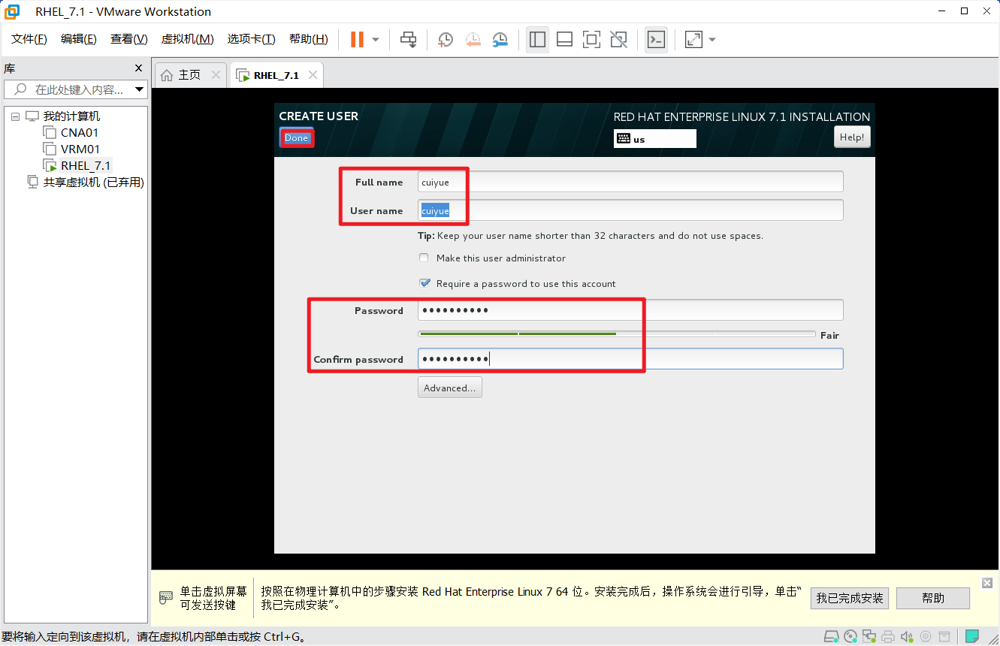 RHEL_7.1 - VMware Workstation
文件(F) 编辑(E) 查看(V) 虚拟机(M) 选项卡(T) 帮助(H)
库
在此处键入内容...
我的计算机
CNA01
VRM01
RHEL_7.1
共享虚拟机 (已弃用)
主页
RHEL_7.1
CREATE USER
Done
RED HAT ENTERPRISE LINUX 7.1 INSTALLATION
us
Help!
Full name cuiyue
User name cuiyue
Tip: Keep your user name shorter than 32 characters and do not use spaces.
Make this user administrator
Require a password to use this account
Password ••••••••••
Fair
Confirm password ••••••••••
Advanced...
单击虚拟屏幕
可发送按键
按照在物理计算机中的步骤安装 Red Hat Enterprise Linux 7 64 位。安装完成后，操作系统会进行引导，单击“
我已完成安装”。
我已完成安装
帮助
要将输入定向到该虚拟机，请在虚拟机内部单击或按 Ctrl+G。